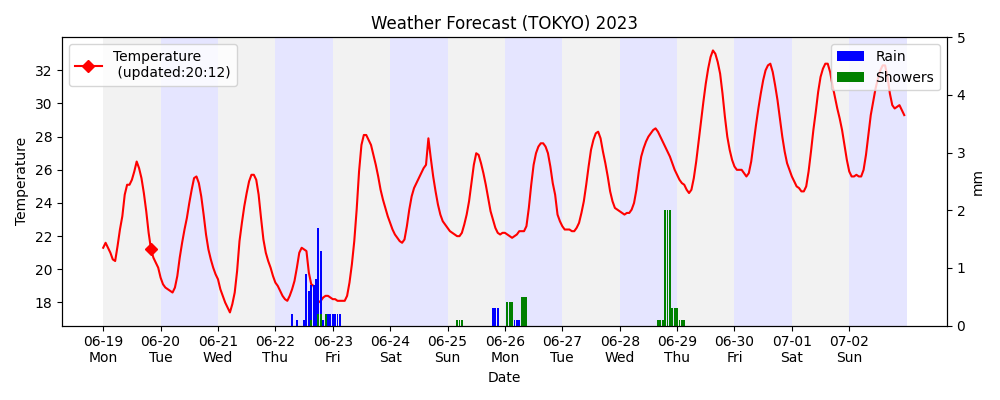 Weather Forecast (TOKYO) 2023
Temperature
(updated:20:12)
Rain
Showers
Temperature
32
30
28
26
24
22
20
18
5
4
3
2
1
0
mm
06-19 06-20 06-21 06-22 06-23 06-24 06-25 06-26 06-27 06-28 06-29 06-30 07-01 07-02
Mon Tue Wed Thu Fri Sat Sun Mon Tue Wed Thu Fri Sat Sun
Date